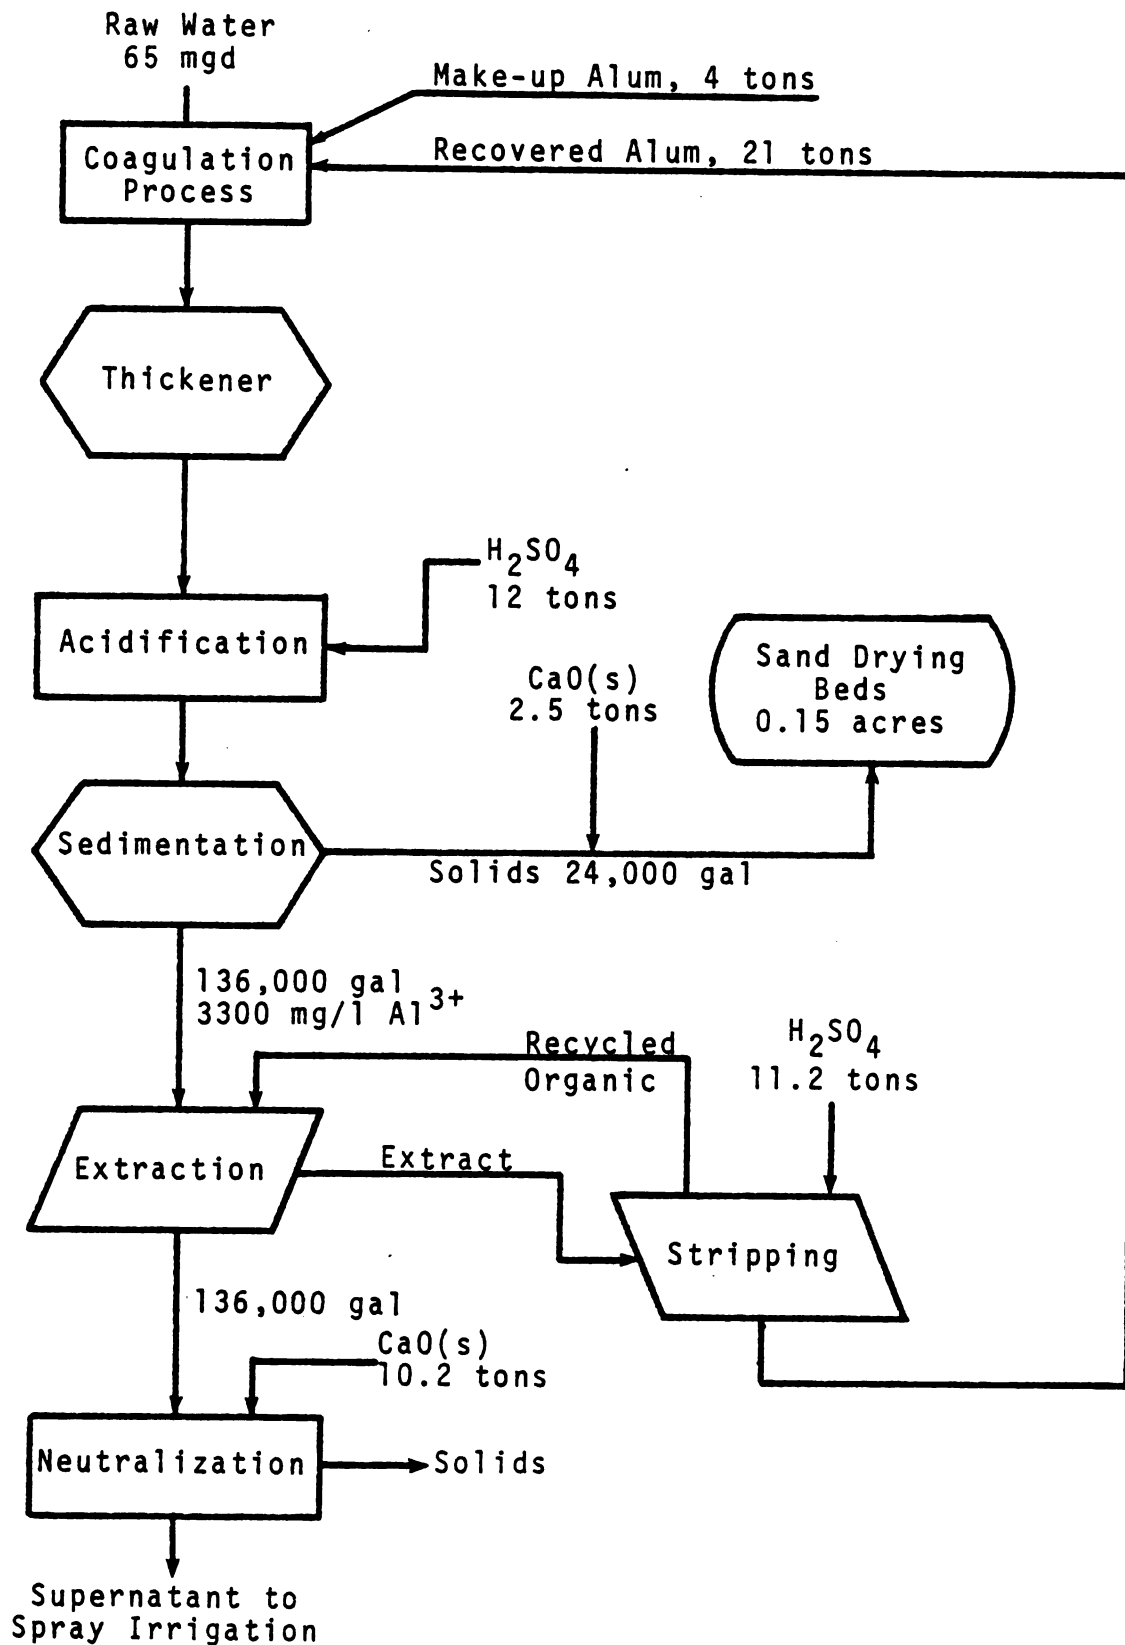 Raw Water
65 mgd
Make-up Alum, 4 tons
Coagulation
Process
Recovered Alum, 21 tons
Thickener
H₂SO₄
12 tons
Acidification
CaO(s)
2.5 tons
Sand Drying
Beds
0.15 acres
Sedimentation
Solids 24,000 gal
136,000 gal
3300 mg/l Al³⁺
Recycled
Organic
H₂SO₄
11.2 tons
Extraction
Extract
Stripping
136,000 gal
CaO(s)
10.2 tons
Neutralization
Solids
Supernatant to
Spray Irrigation